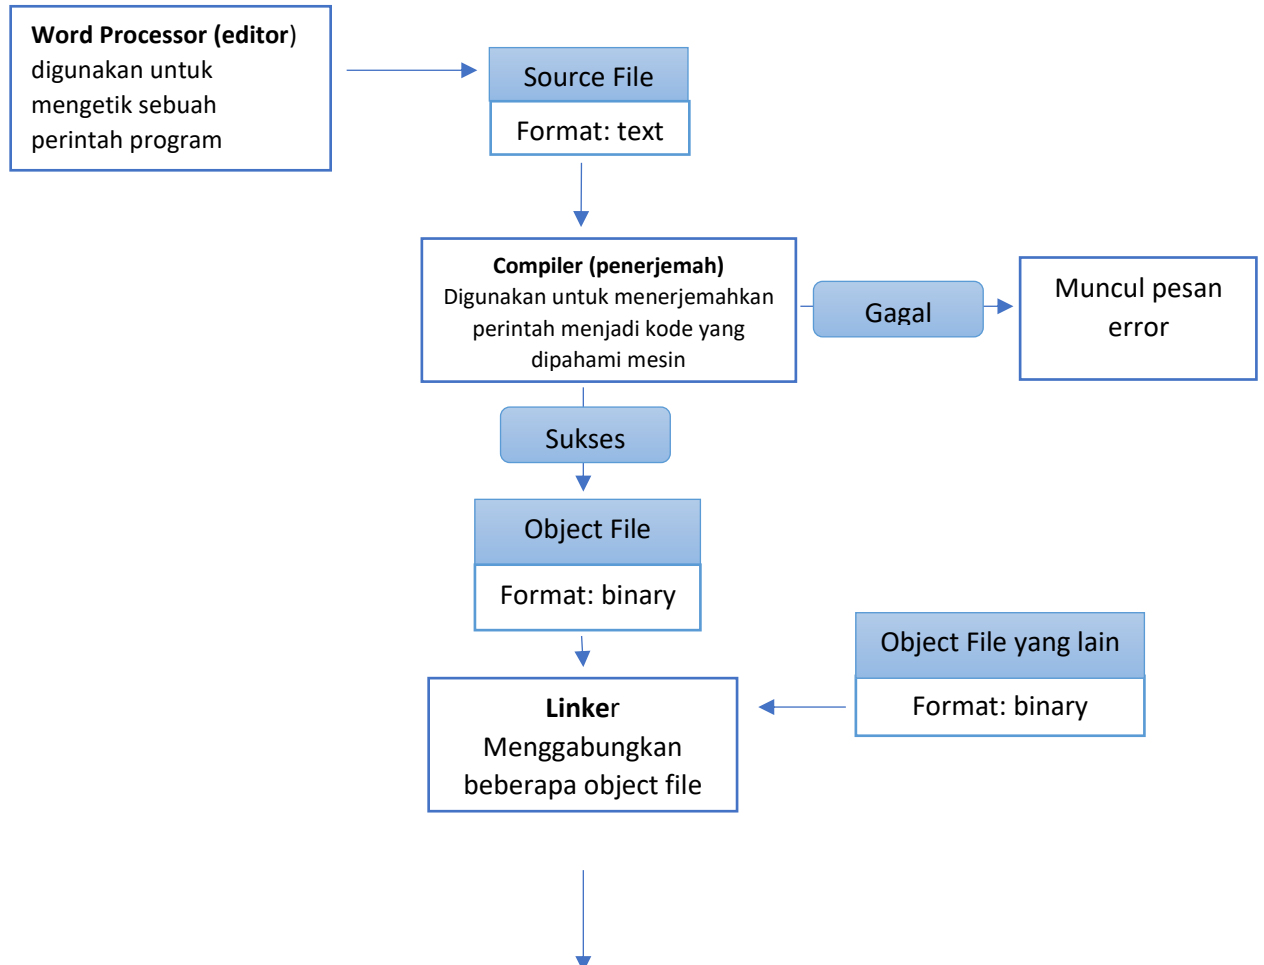 Word Processor (editor)
digunakan untuk
mengetik sebuah
perintah program
Source File
Format: text
Compiler (penerjemah)
Digunakan untuk menerjemahkan
perintah menjadi kode yang
dipahami mesin
Gagal
Muncul pesan
error
Sukses
Object File
Format: binary
Object File yang lain
Format: binary
Linker
Menggabungkan
beberapa object file